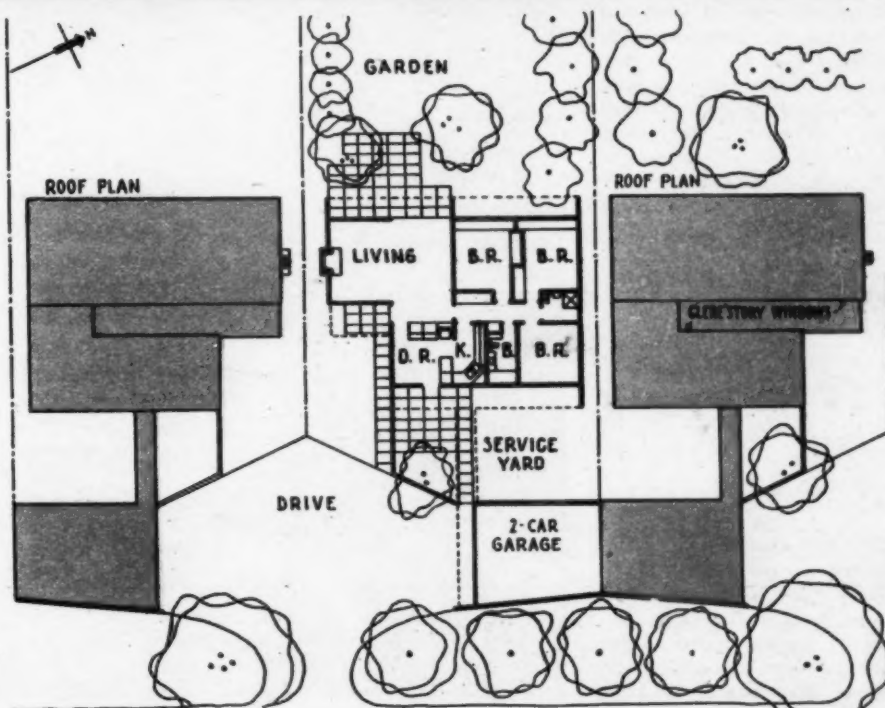 N
GARDEN
ROOF PLAN
ROOF PLAN
LIVING
B.R.
B.R.
CLERESTORY WINDOWS
D.R.
K.
B.
B.R.
SERVICE
YARD
DRIVE
2-CAR
GARAGE